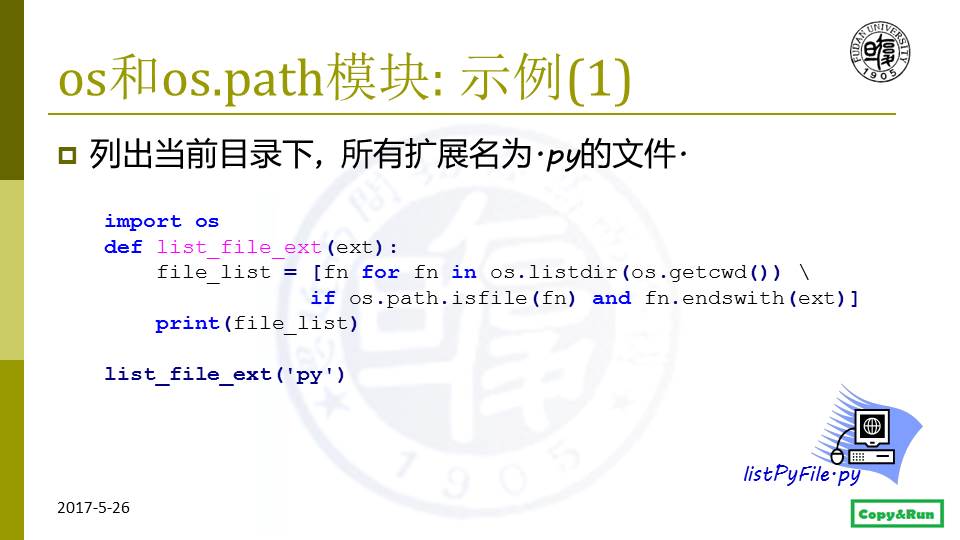 os和os.path模块: 示例(1)
FUDAN UNIVERSITY
1905
列出当前目录下，所有扩展名为.py的文件.
import os
def list_file_ext(ext):
    file_list = [fn for fn in os.listdir(os.getcwd()) \
                if os.path.isfile(fn) and fn.endswith(ext)]
    print(file_list)
list_file_ext('py')
1905
listPyFile.py
2017-5-26
Copy&Run